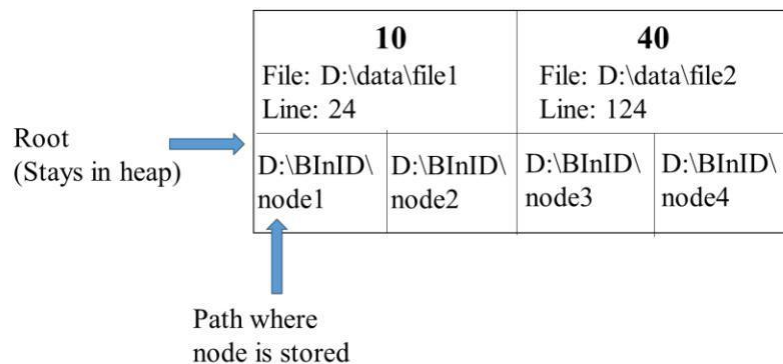 10
File: D:\data\file1
Line: 24
40
File: D:\data\file2
Line: 124
Root
(Stays in heap)
D:\BInID\
node1
D:\BInID\
node2
D:\BInID\
node3
D:\BInID\
node4
Path where
node is stored